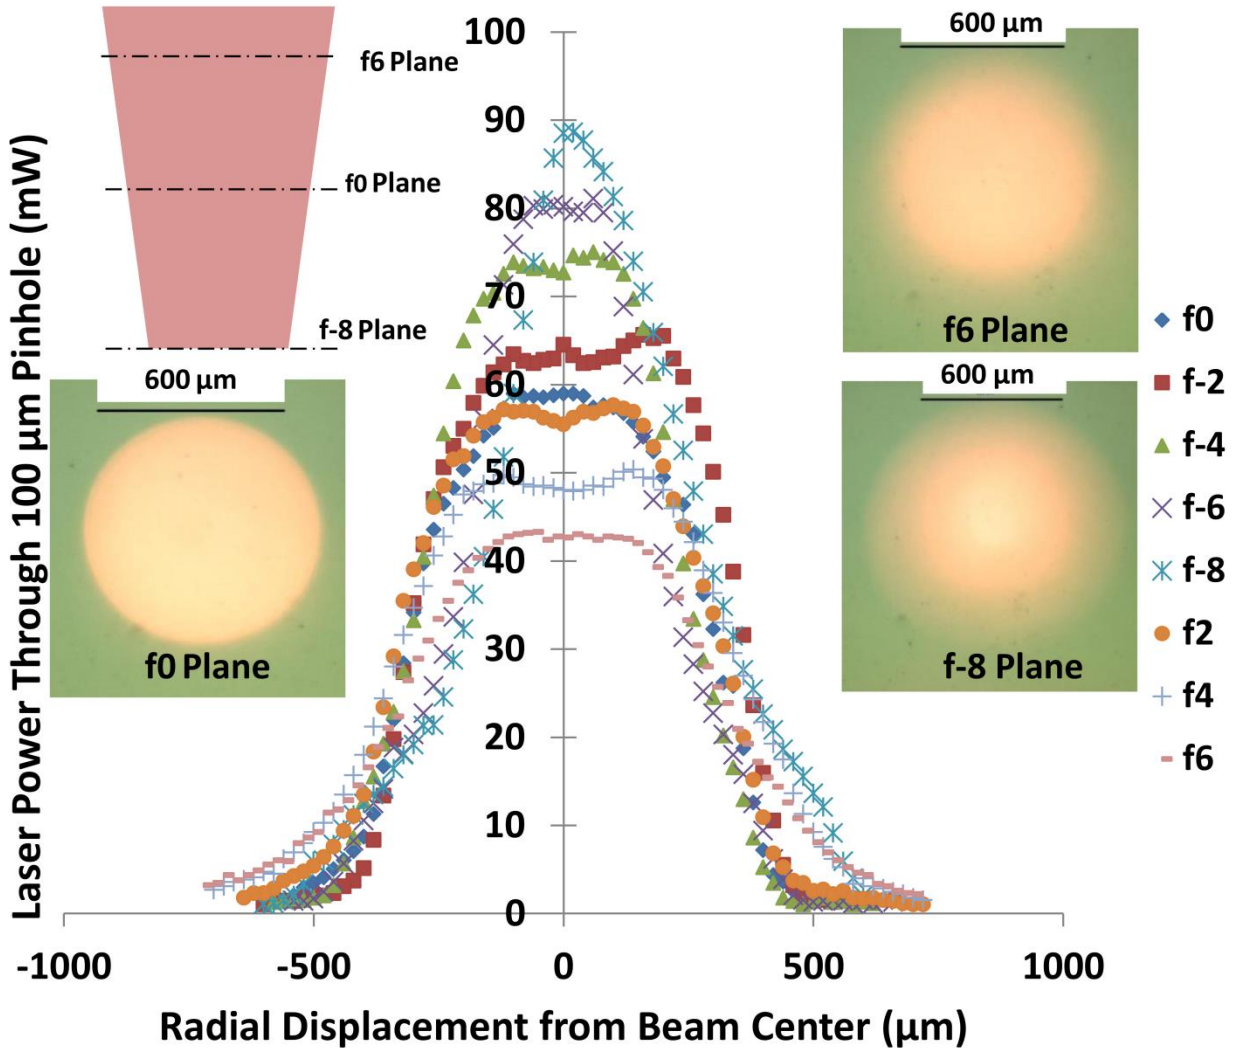 f6 Plane
f0 Plane
f-8 Plane
600 µm
f0 Plane
600 µm
f6 Plane
600 µm
f-8 Plane
Laser Power Through 100 µm Pinhole (mW)
100
90
80
70
60
50
40
30
20
10
0
-1000
-500
0
500
1000
Radial Displacement from Beam Center (µm)
f0
f-2
f-4
f-6
f-8
f2
f4
f6